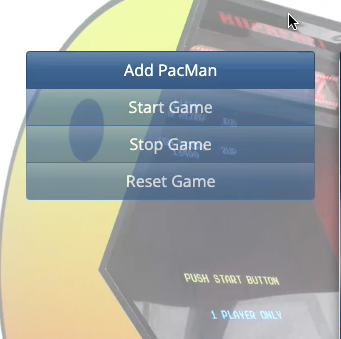 Add PacMan
Start Game
Stop Game
Reset Game
PUSH START BUTTON
1 PLAYER ONLY